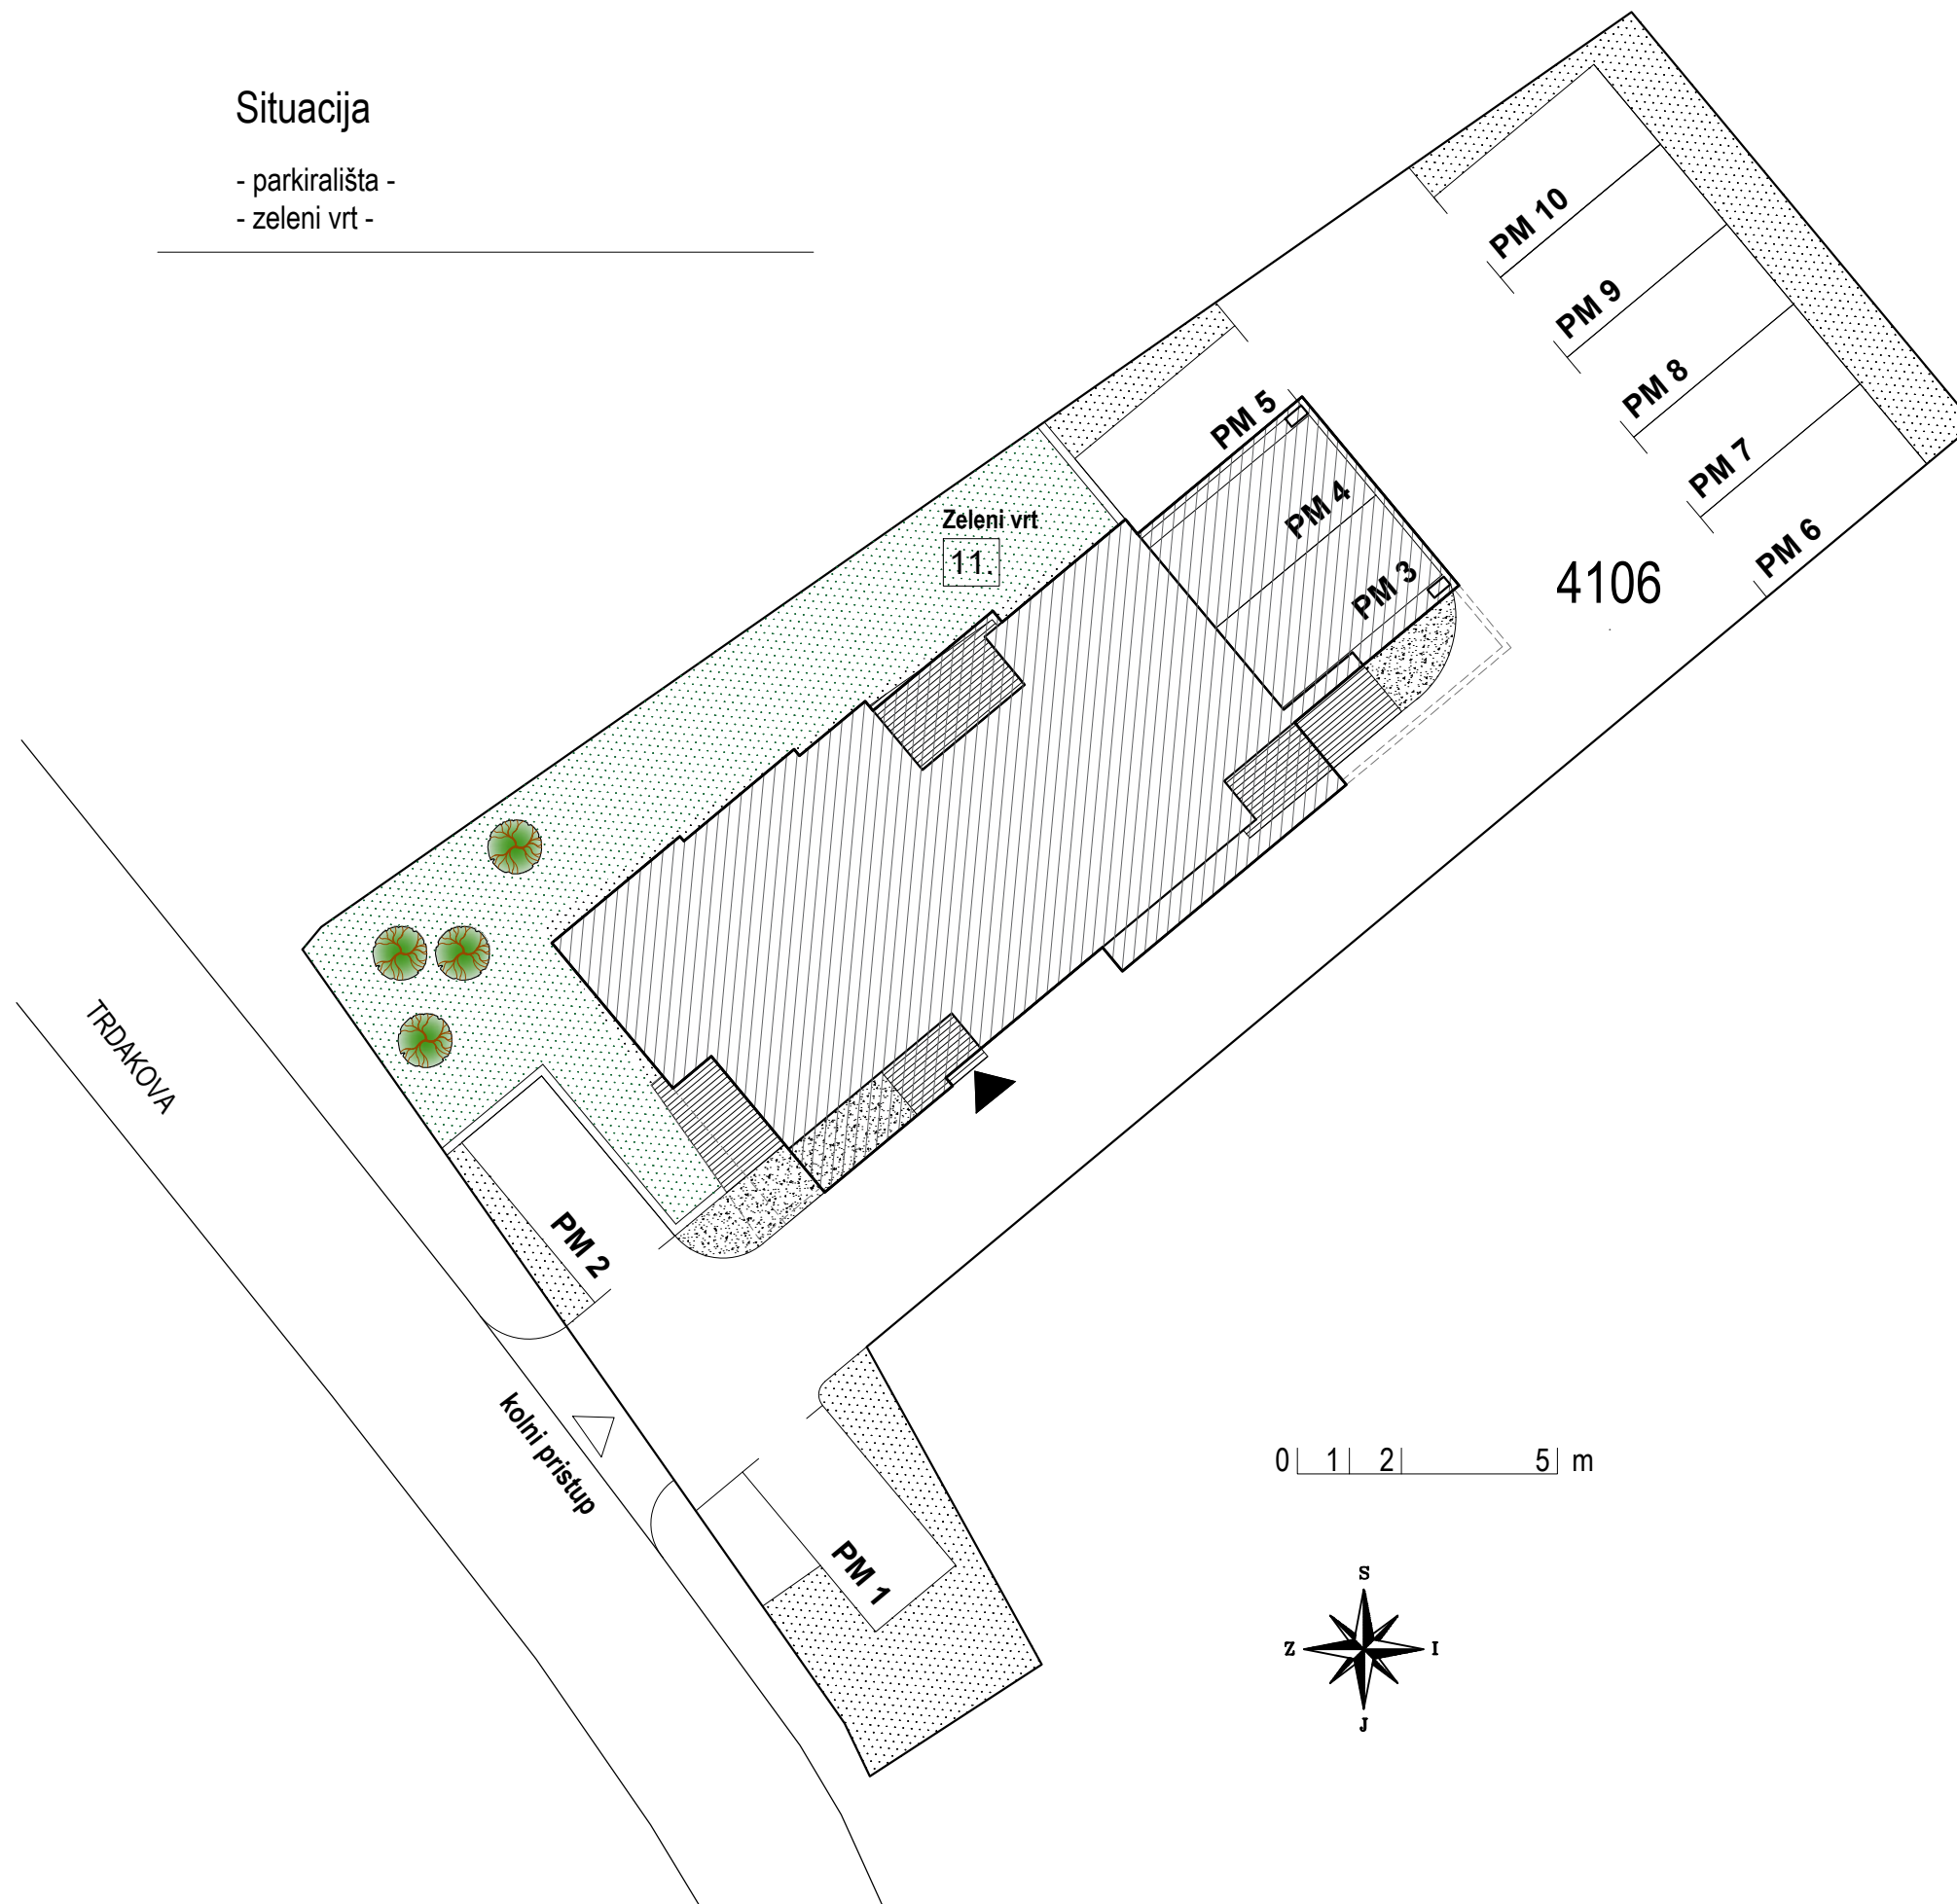 Situacija
- parkirališta -
- zeleni vrt -
PM 10
PM 9
PM 8
PM 7
PM 6
PM 5
PM 4
PM 3
4106
Zeleni vrt
11.
TRDAKOVA
PM 2
kolni pristup
PM 1
0 1 2 5 m
S
Z I
J